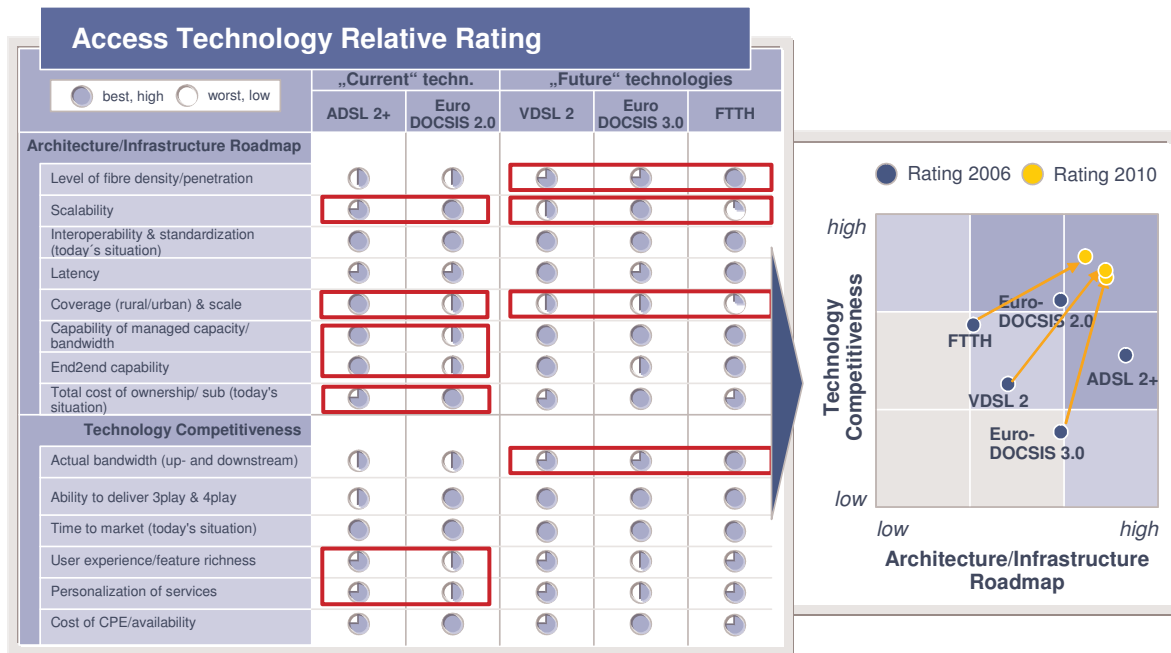 Access Technology Relative Rating
best, high
worst, low
„Current“ techn.
„Future“ technologies
ADSL 2+
Euro
DOCSIS 2.0
VDSL 2
Euro
DOCSIS 3.0
FTTH
Architecture/Infrastructure Roadmap
Level of fibre density/penetration
Scalability
Interoperability & standardization
(today´s situation)
Latency
Coverage (rural/urban) & scale
Capability of managed capacity/
bandwidth
End2end capability
Total cost of ownership/ sub (today's
situation)
Technology Competitiveness
Actual bandwidth (up- and downstream)
Ability to deliver 3play & 4play
Time to market (today's situation)
User experience/feature richness
Personalization of services
Cost of CPE/availability
Rating 2006
Rating 2010
high
Technology
Competitiveness
low
Euro-
DOCSIS 2.0
FTTH
ADSL 2+
VDSL 2
Euro-
DOCSIS 3.0
low
high
Architecture/Infrastructure
Roadmap